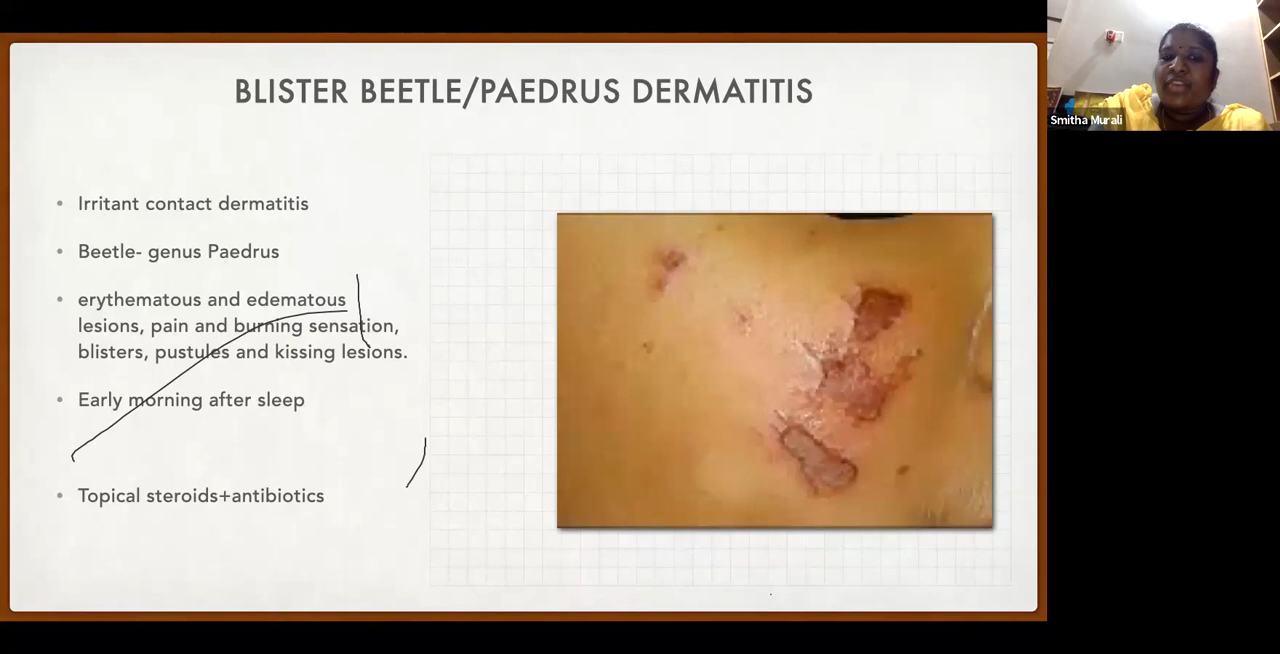 BLISTER BEETLE/PAEDRUS DERMATITIS
Smitha Murali
Irritant contact dermatitis
Beetle- genus Paedrus
erythematous and edematous
lesions, pain and burning sensation,
blisters, pustules and kissing lesions.
Early morning after sleep
Topical steroids+antibiotics